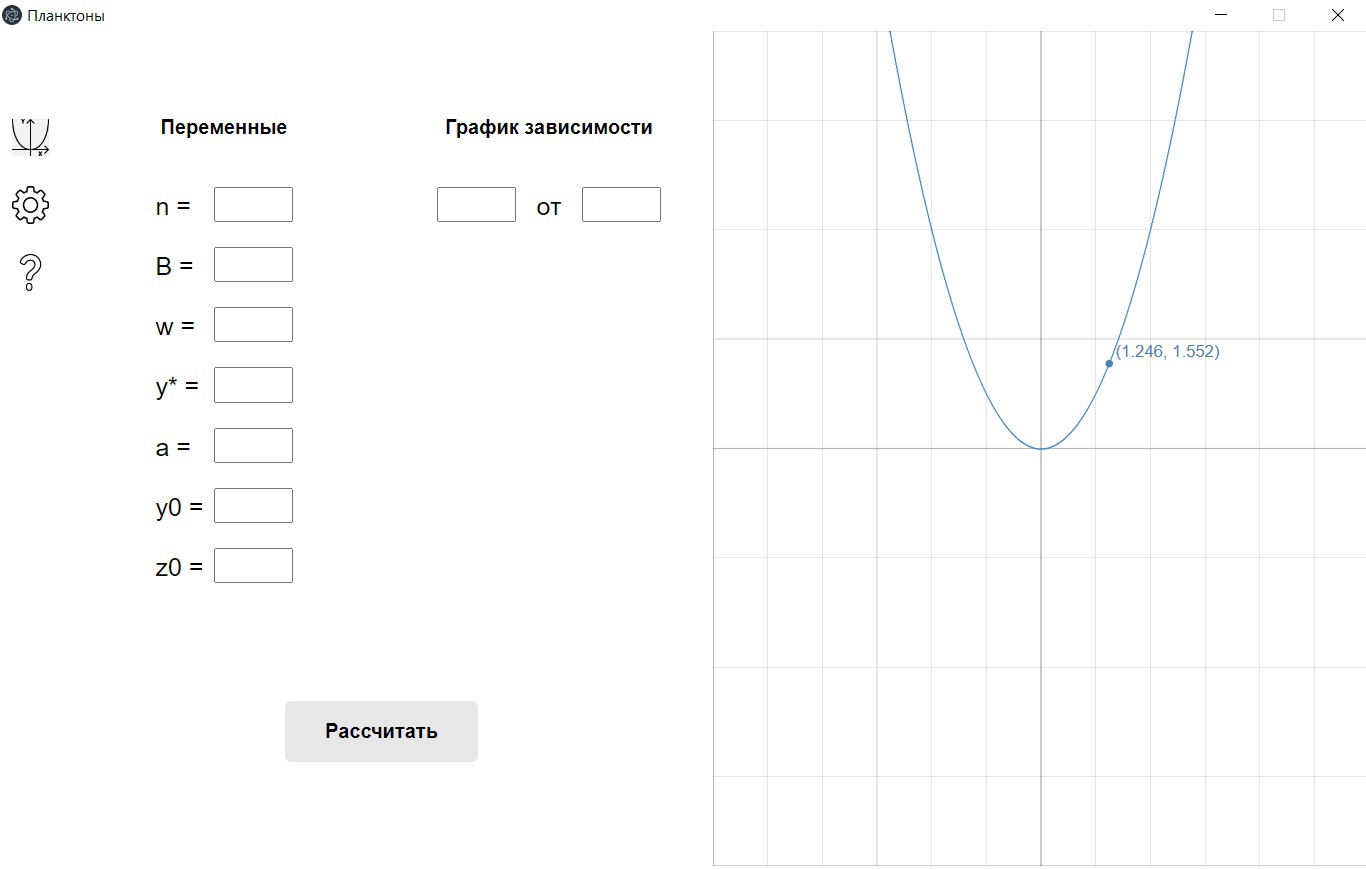 Планктоны
Переменные
График зависимости
n =
от
B =
w =
y* =
a =
y0 =
z0 =
Рассчитать
Y
X
(1.246, 1.552)